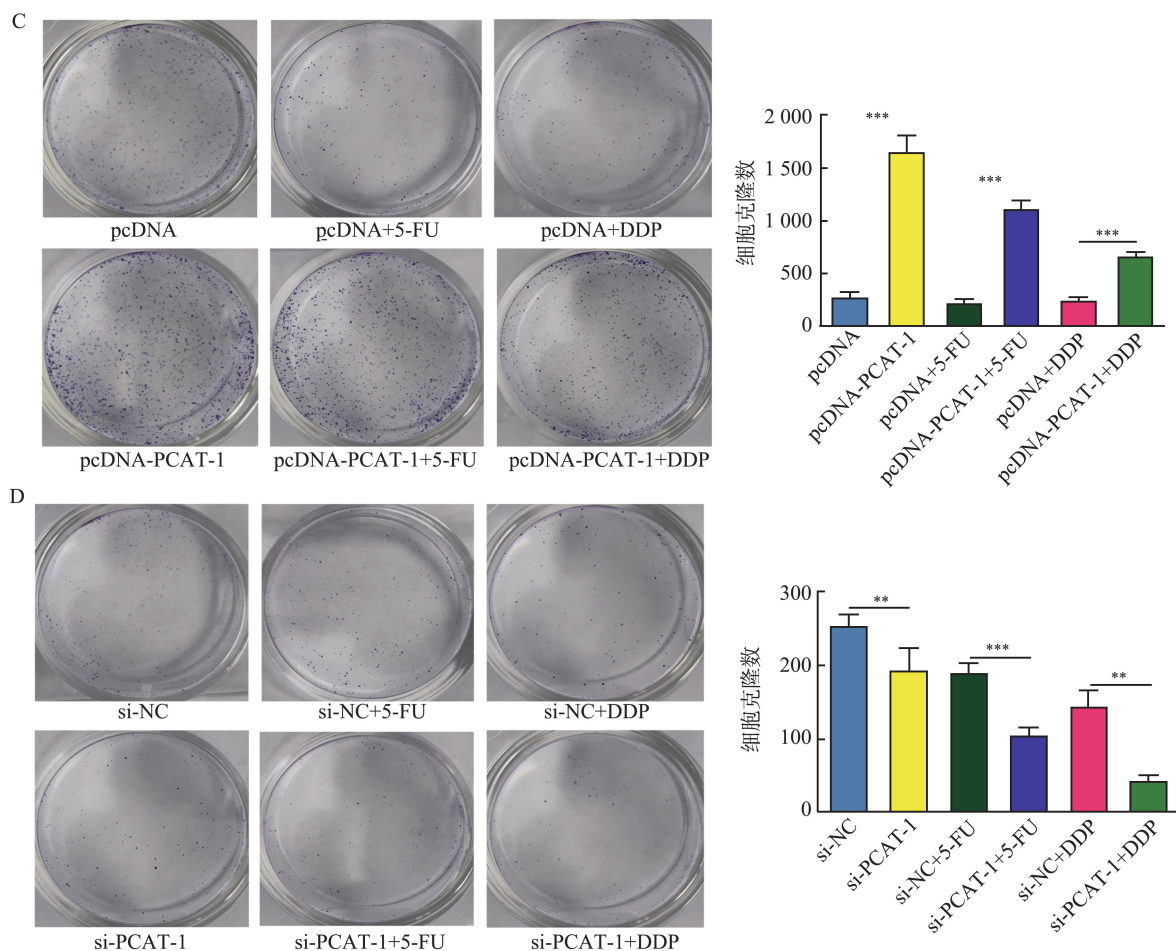 C
pcDNA
pcDNA+5-FU
pcDNA+DDP
pcDNA-PCAT-1
pcDNA-PCAT-1+5-FU
pcDNA-PCAT-1+DDP
细胞克隆数
2 000
1 500
1 000
500
0
***
***
***
pcDNA
pcDNA-PCAT-1
pcDNA+5-FU
pcDNA-PCAT-1+5-FU
pcDNA+DDP
pcDNA-PCAT-1+DDP
D
si-NC
si-NC+5-FU
si-NC+DDP
si-PCAT-1
si-PCAT-1+5-FU
si-PCAT-1+DDP
细胞克隆数
300
200
100
0
**
***
**
si-NC
si-PCAT-1
si-NC+5-FU
si-PCAT-1+5-FU
si-NC+DDP
si-PCAT-1+DDP